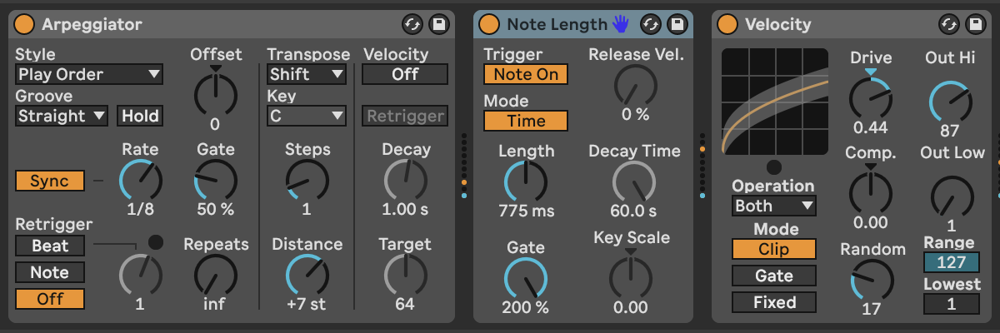 Arpeggiator
Style
Play Order
Groove
Straight
Hold
Offset
0
Sync
Rate
1/8
Gate
50 %
Retrigger
Beat
Note
Off
1
Repeats
inf
Transpose
Shift
Key
C
Steps
1
Distance
+7 st
Velocity
Off
Retrigger
Decay
1.00 s
Target
64
Note Length
Trigger
Note On
Mode
Time
Release Vel.
0 %
Length
775 ms
Decay Time
60.0 s
Gate
200 %
Key Scale
0.00
Velocity
Operation
Both
Mode
Clip
Gate
Fixed
Drive
0.44
Comp.
0.00
Random
17
Out Hi
87
Out Low
1
Range
127
Lowest
1